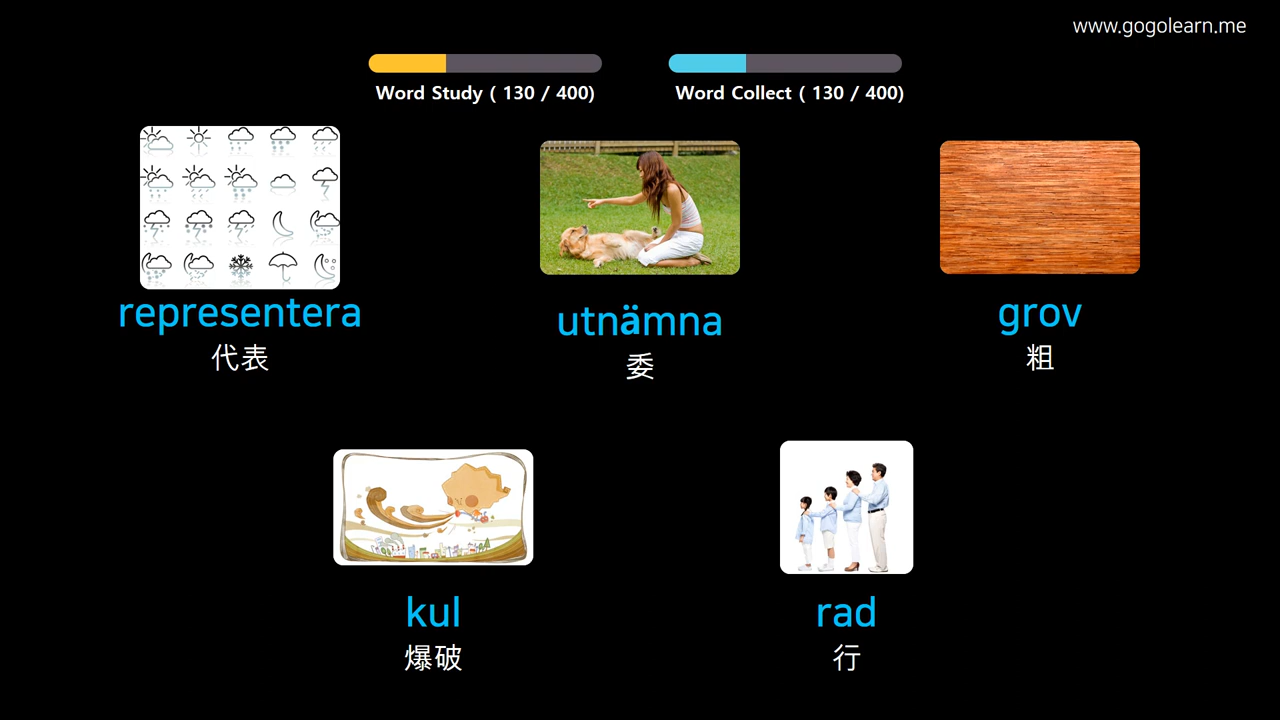 www.gogolearn.me
Word Study ( 130 / 400)
Word Collect ( 130 / 400)
representera
代表
utnämna
委
grov
粗
kul
爆破
rad
行